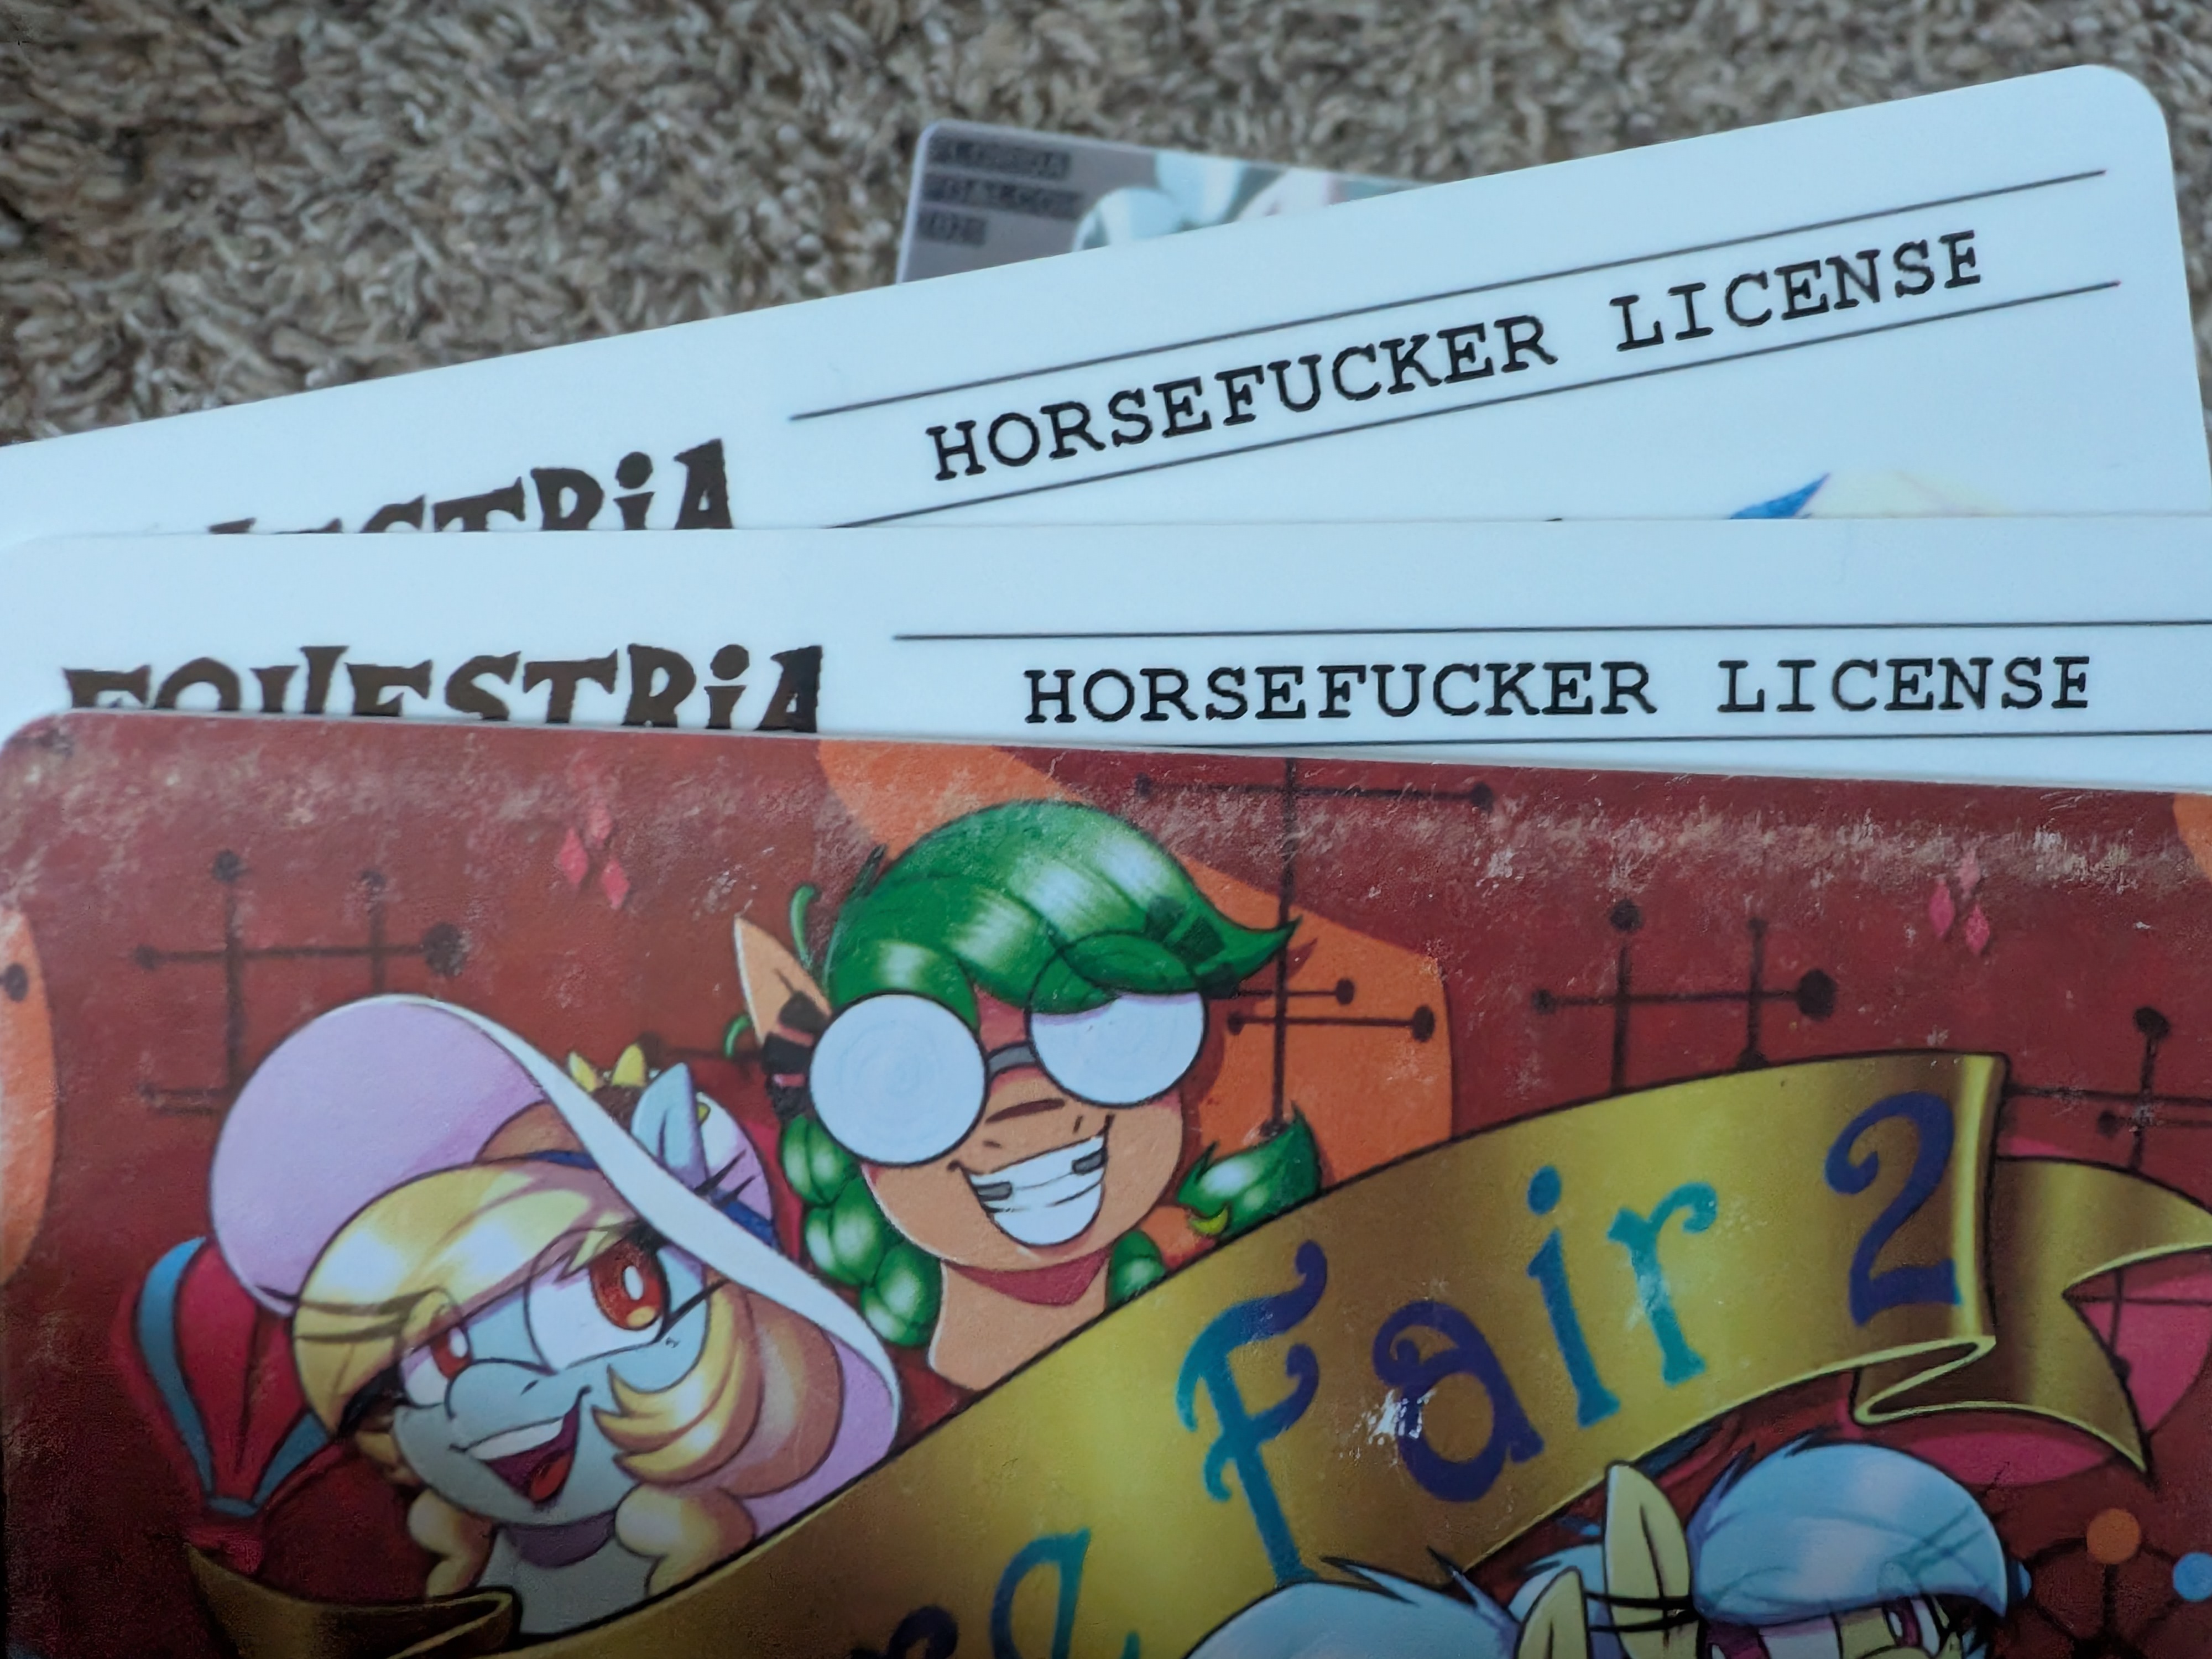 HORSEFUCKER LICENSE
EQUESTRIA
HORSEFUCKER LICENSE
Fair 2